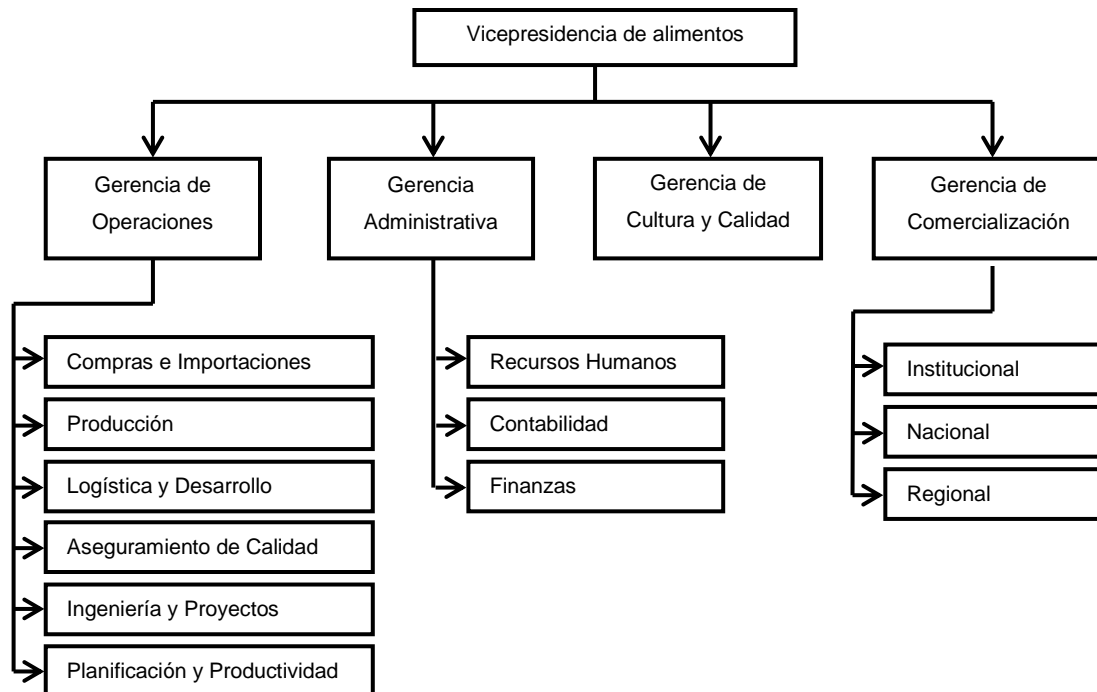 Vicepresidencia de alimentos
Gerencia de
Operaciones
Gerencia
Administrativa
Gerencia de
Cultura y Calidad
Gerencia de
Comercialización
Compras e Importaciones
Producción
Logística y Desarrollo
Aseguramiento de Calidad
Ingeniería y Proyectos
Planificación y Productividad
Recursos Humanos
Contabilidad
Finanzas
Institucional
Nacional
Regional